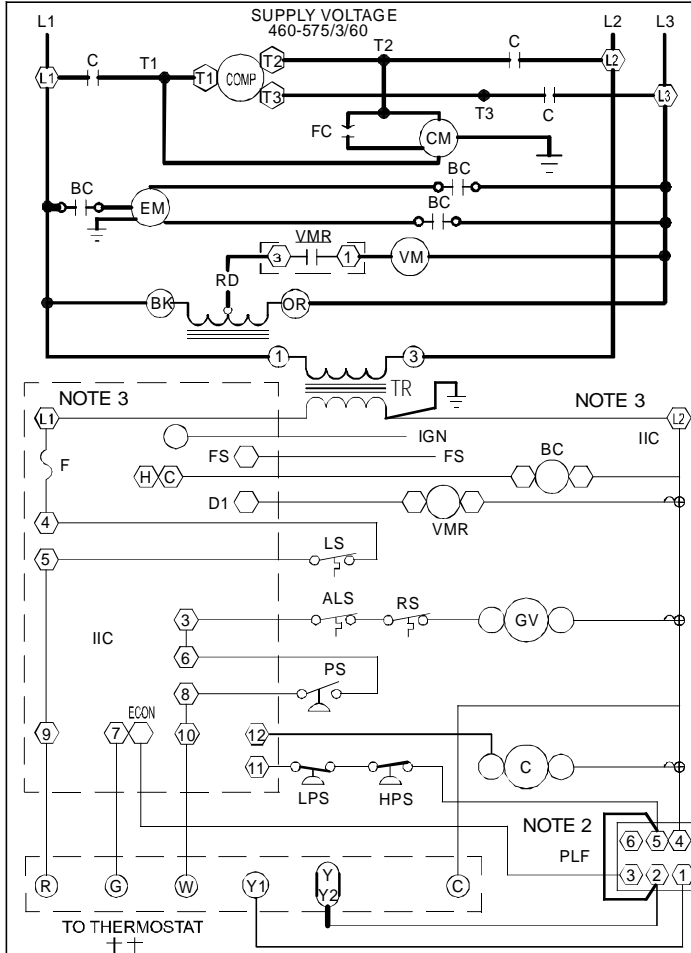 SUPPLY VOLTAGE
460-575/3/60
L1
L2
L3
C
T1
T2
C
L1
T1
COMP
T2
L2
T3
T3
C
L3
FC
CM
BC
BC
EM
BC
VMR
3
1
VM
RD
BK
OR
1
3
TR
NOTE 3
NOTE 3
L1
L2
IGN
IIC
F
FS
FS
BC
H
C
D1
VMR
4
5
LS
ALS
RS
3
GV
IIC
6
PS
8
ECON
9
7
10
12
C
11
LPS
HPS
NOTE 2
PLF
6
5
4
3
2
1
R
G
W
Y1
Y
Y2
C
TO THERMOSTAT